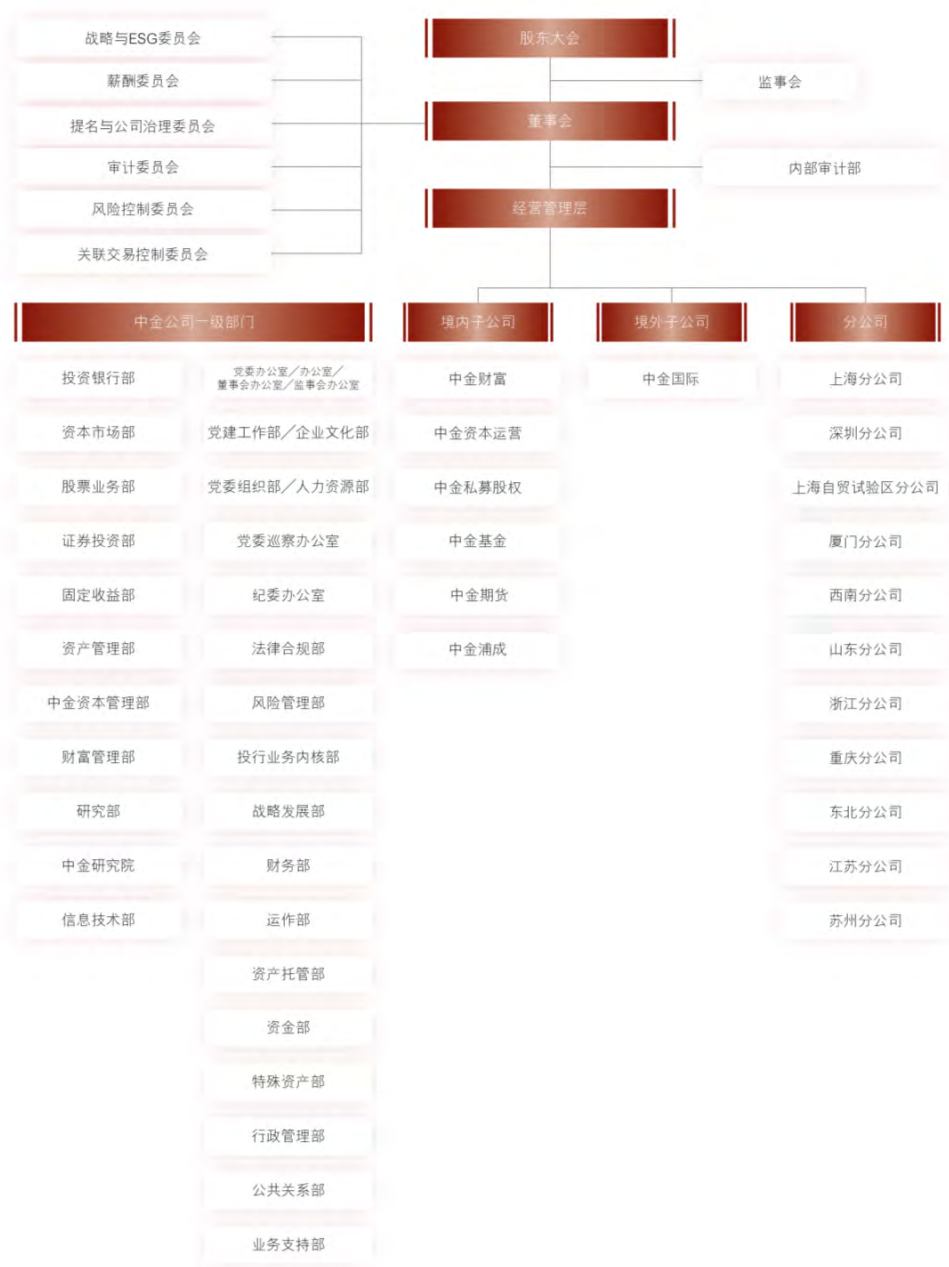 战略与ESG委员会
薪酬委员会
提名与公司治理委员会
审计委员会
风险控制委员会
关联交易控制委员会
股东大会
监事会
董事会
内部审计部
经营管理层
中金公司一级部门
投资银行部
资本市场部
股票业务部
证券投资部
固定收益部
资产管理部
中金资本管理部
财富管理部
研究部
中金研究院
信息技术部
党委办公室／办公室／
董事会办公室／监事会办公室
党建工作部／企业文化部
党委组织部／人力资源部
党委巡察办公室
纪委办公室
法律合规部
风险管理部
投行业务内核部
战略发展部
财务部
运作部
资产托管部
资金部
特殊资产部
行政管理部
公共关系部
业务支持部
境内子公司
中金财富
中金资本运营
中金私募股权
中金基金
中金期货
中金浦成
境外子公司
中金国际
分公司
上海分公司
深圳分公司
上海自贸试验区分公司
厦门分公司
西南分公司
山东分公司
浙江分公司
重庆分公司
东北分公司
江苏分公司
苏州分公司